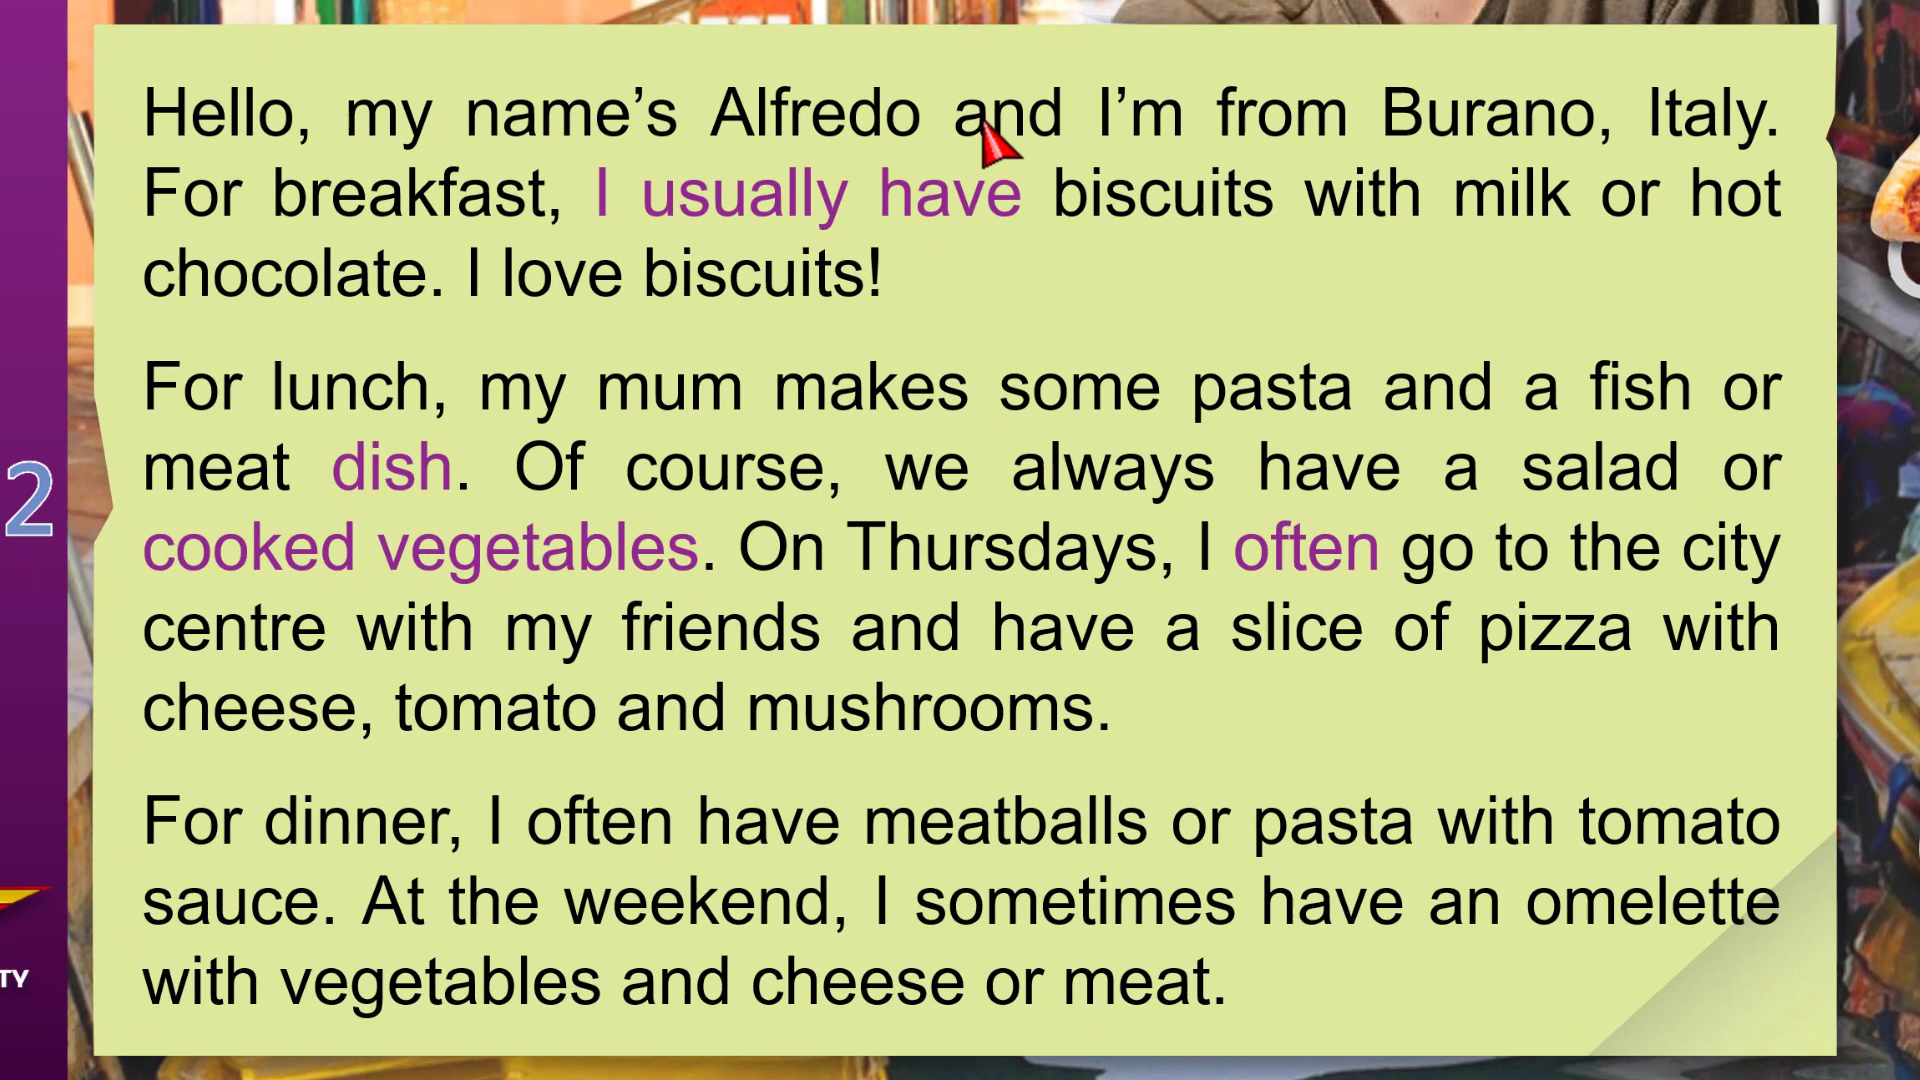 Hello, my name’s Alfredo and I’m from Burano, Italy.
For breakfast, I usually have biscuits with milk or hot
chocolate. I love biscuits!
For lunch, my mum makes some pasta and a fish or
meat dish. Of course, we always have a salad or
cooked vegetables. On Thursdays, I often go to the city
centre with my friends and have a slice of pizza with
cheese, tomato and mushrooms.
For dinner, I often have meatballs or pasta with tomato
sauce. At the weekend, I sometimes have an omelette
with vegetables and cheese or meat.
2
TY